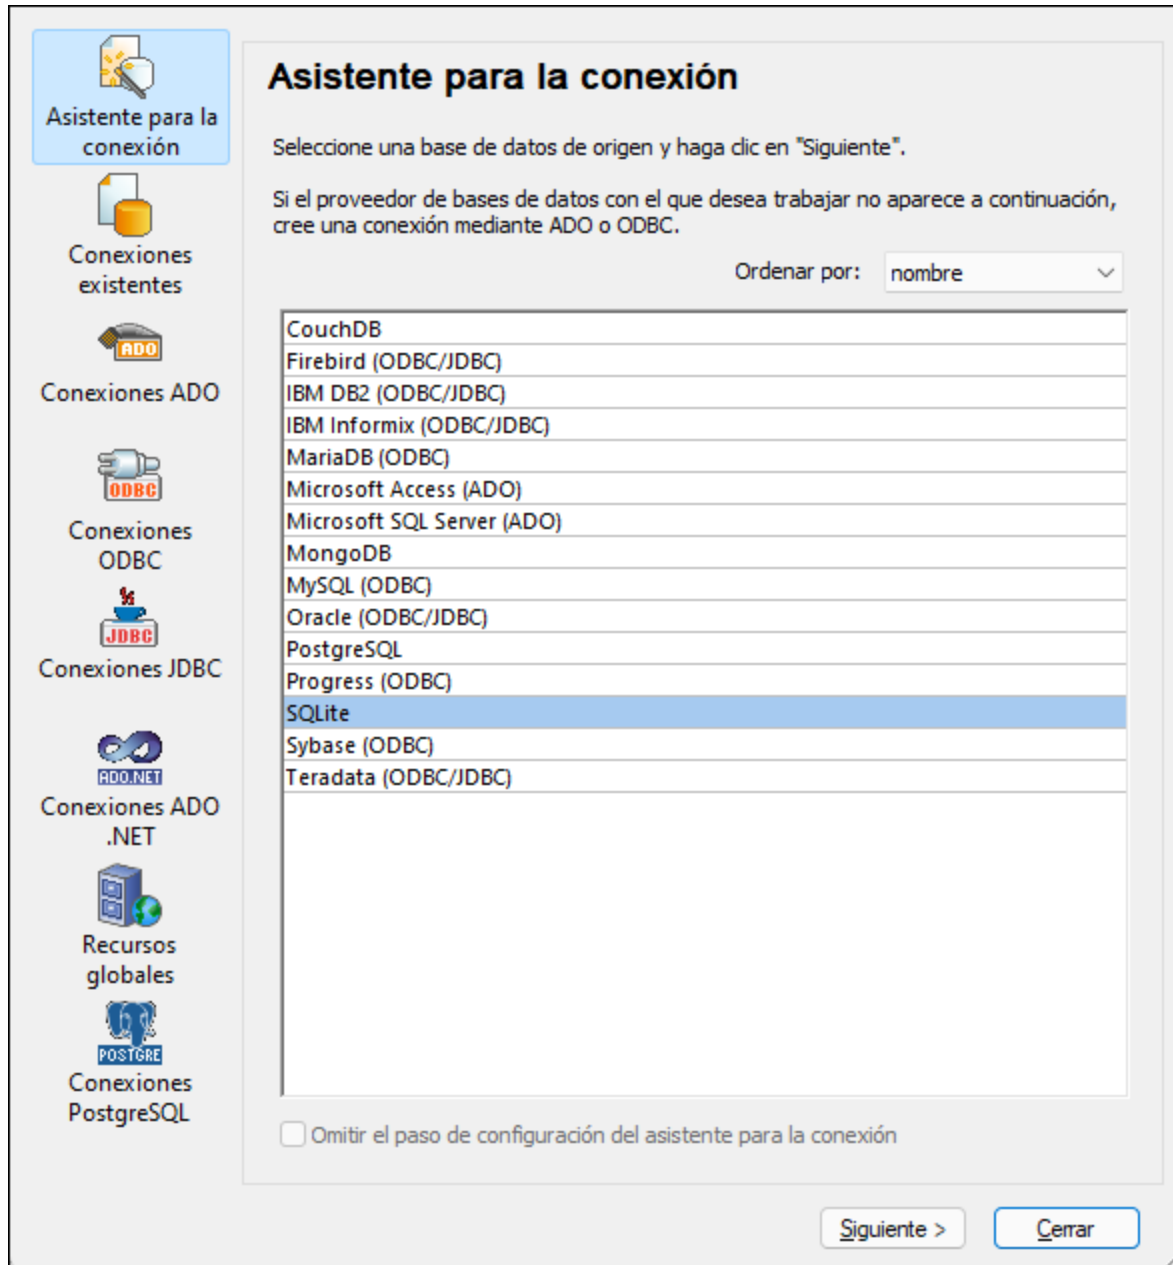 Asistente para la
conexión
Conexiones
existentes
ADO
Conexiones ADO
ODBC
Conexiones
ODBC
JDBC
Conexiones JDBC
ADO.NET
Conexiones ADO
.NET
Recursos
globales
POSTGRE
Conexiones
PostgreSQL
Asistente para la conexión
Seleccione una base de datos de origen y haga clic en "Siguiente".
Si el proveedor de bases de datos con el que desea trabajar no aparece a continuación,
cree una conexión mediante ADO o ODBC.
Ordenar por: nombre
CouchDB
Firebird (ODBC/JDBC)
IBM DB2 (ODBC/JDBC)
IBM Informix (ODBC/JDBC)
MariaDB (ODBC)
Microsoft Access (ADO)
Microsoft SQL Server (ADO)
MongoDB
MySQL (ODBC)
Oracle (ODBC/JDBC)
PostgreSQL
Progress (ODBC)
SQLite
Sybase (ODBC)
Teradata (ODBC/JDBC)
Omitir el paso de configuración del asistente para la conexión
Siguiente > Cerrar